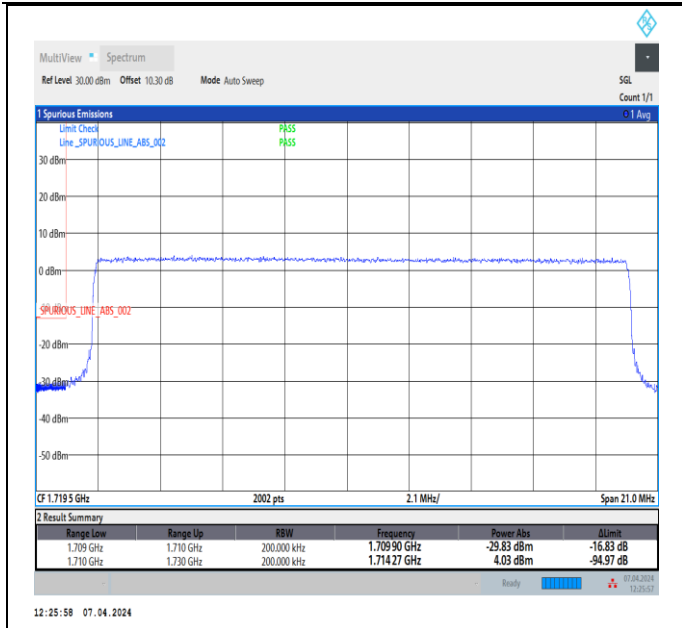 MultiView Spectrum
Ref Level 30.00 dBm Offset 10.30 dB Mode Auto Sweep SGL
Count 1/1
1 Spurious Emissions 1 Avg
Limit Check PASS
Line _SPURIOUS_LINE_ABS_002 PASS
30 dBm
20 dBm
10 dBm
0 dBm
-10 dBm
_SPURIOUS_LINE_ABS_002
-20 dBm
-30 dBm
-40 dBm
-50 dBm
CF 1.7195 GHz 2002 pts 2.1 MHz/ Span 21.0 MHz
2 Result Summary
Range Low Range Up RBW Frequency Power Abs ΔLimit
1.709 GHz 1.710 GHz 200.000 kHz 1.70990 GHz -29.83 dBm -16.83 dB
1.710 GHz 1.730 GHz 200.000 kHz 1.71427 GHz 4.03 dBm -94.97 dB
Ready 07.04.2024
12:25:57
12:25:58 07.04.2024